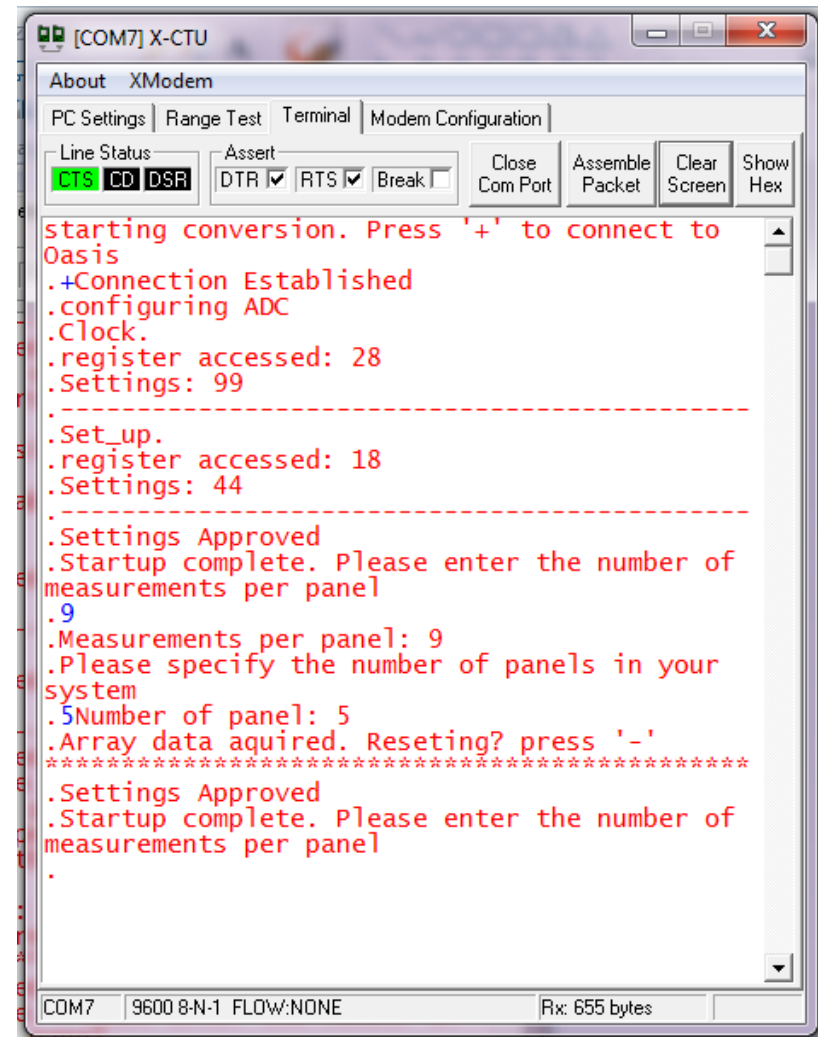 [COM7] X-CTU
About XModem
PC Settings Range Test Terminal Modem Configuration
Line Status Assert
CTS CD DSR DTR RTS Break
Close Com Port
Assemble Packet
Clear Screen
Show Hex
starting conversion. Press '+' to connect to
Oasis
.+Connection Established
.configuring ADC
.Clock.
.register accessed: 28
.Settings: 99
.---------------------------------------------
.Set_up.
.register accessed: 18
.Settings: 44
.---------------------------------------------
.Settings Approved
.Startup complete. Please enter the number of
measurements per panel
.9
.Measurements per panel: 9
.Please specify the number of panels in your
system
.5Number of panel: 5
.Array data aquired. Reseting? press '-'
**********************************************
.Settings Approved
.Startup complete. Please enter the number of
measurements per panel
.
COM7 9600 8-N-1 FLOW:NONE Rx: 655 bytes